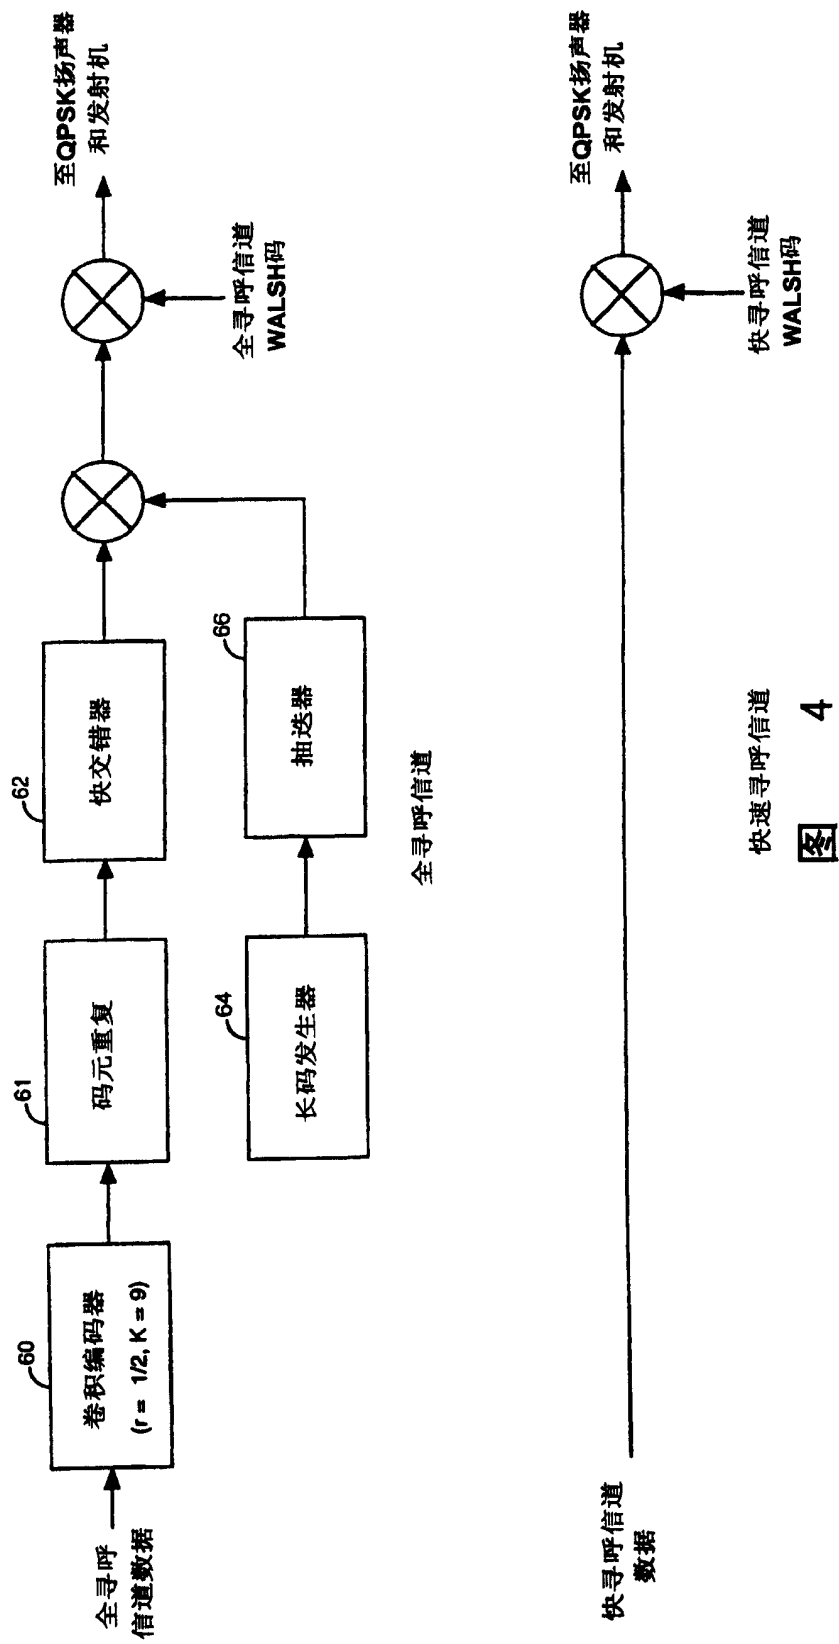 全寻呼
信道数据
60
卷积编码器
(r = 1/2, K = 9)
61
码元重复
62
快交错器
64
长码发生器
66
抽迭器
全寻呼信道
WALSH码
至QPSK扬声器
和发射机
全寻呼信道
快寻呼信道
数据
快寻呼信道
WALSH码
至QPSK扬声器
和发射机
快速寻呼信道
图 4